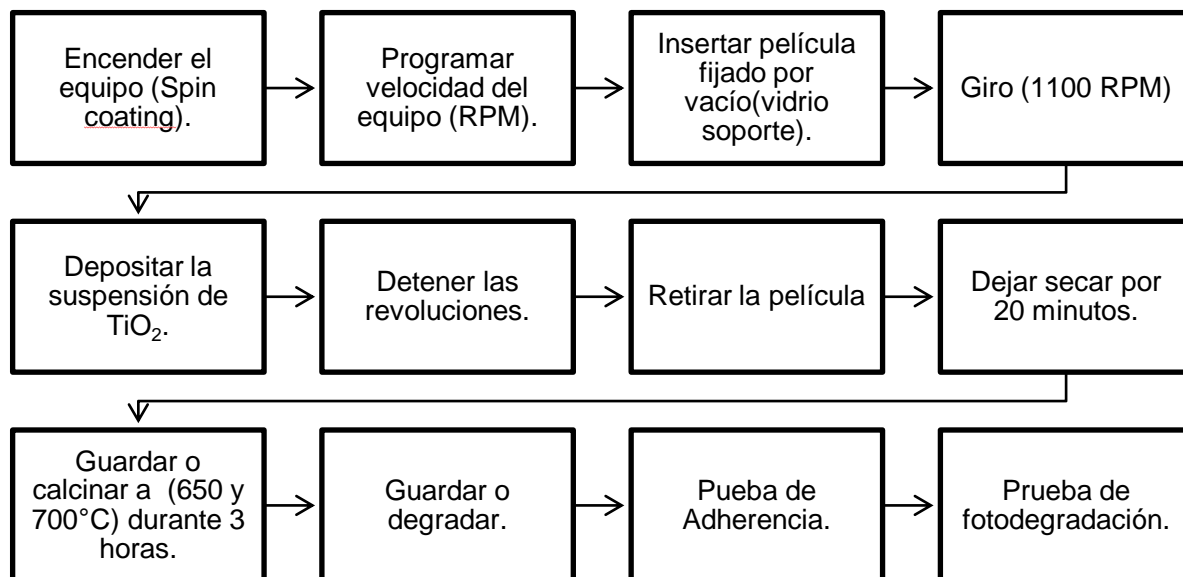 Encender el
equipo (Spin
coating).
Programar
velocidad del
equipo (RPM).
Insertar película
fijado por
vacío(vidrio
soporte).
Giro (1100 RPM)
Depositar la
suspensión de
TiO₂.
Detener las
revoluciones.
Retirar la película
Dejar secar por
20 minutos.
Guardar o
calcinar a (650 y
700°C) durante 3
horas.
Guardar o
degradar.
Pueba de
Adherencia.
Prueba de
fotodegradación.